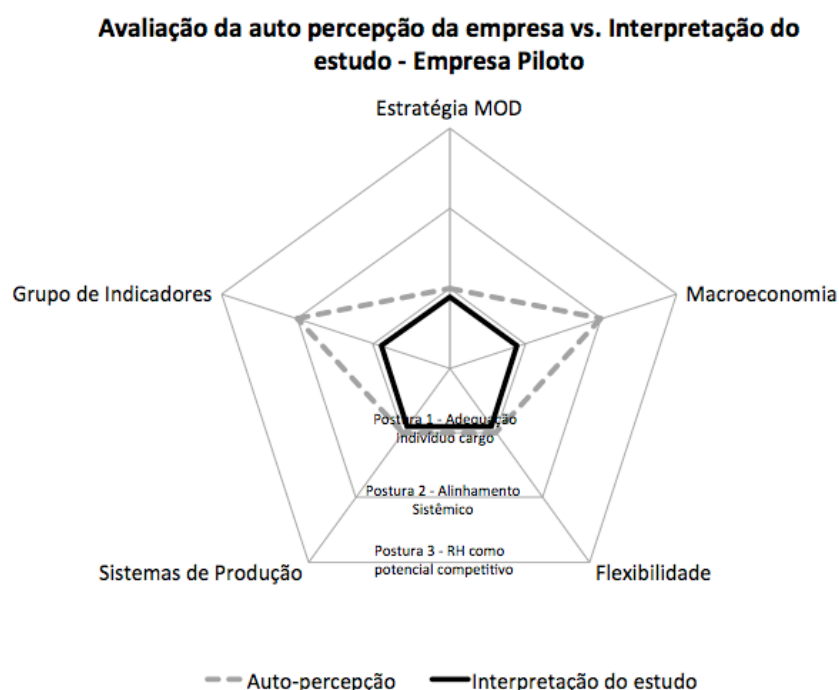 Avaliação da auto percepção da empresa vs. Interpretação do
estudo - Empresa Piloto
Estratégia MOD
Grupo de Indicadores
Macroeconomia
Postura 1 - Adequação
Indivíduo cargo
Postura 2 - Alinhamento
Sistêmico
Postura 3 - RH como
potencial competitivo
Sistemas de Produção
Flexibilidade
Auto-percepção
Interpretação do estudo